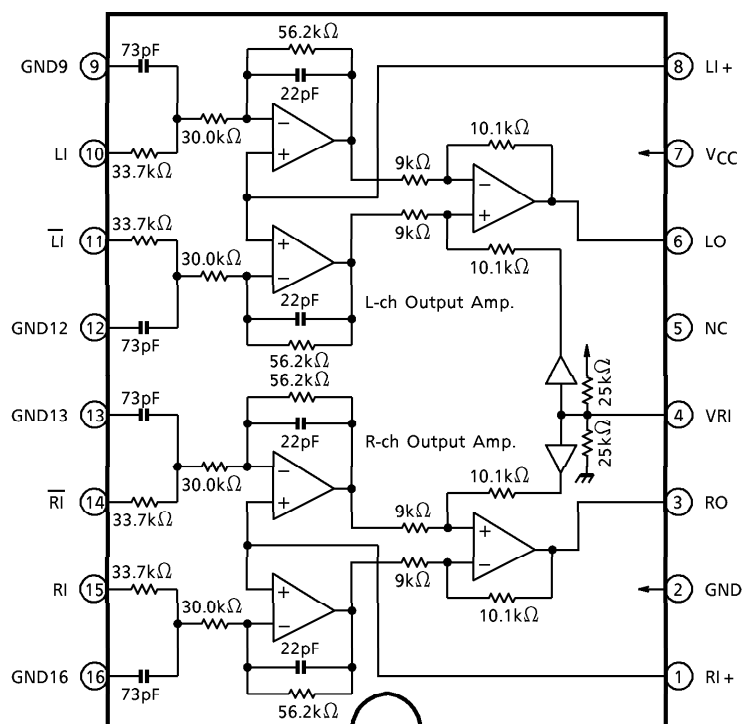 56.2kΩ
73pF
GND9 9
8 LI+
22pF
30.0kΩ
−
+
10.1kΩ
LI 10
33.7kΩ
9kΩ
7 VCC
−
+
33.7kΩ
L̅I̅ 11
9kΩ
6 LO
30.0kΩ
+
−
10.1kΩ
22pF
L-ch Output Amp.
GND12 12
73pF
5 NC
56.2kΩ
56.2kΩ
25kΩ
73pF
GND13 13
4 VRI
22pF
R-ch Output Amp.
25kΩ
30.0kΩ
−
+
10.1kΩ
R̅I̅ 14
33.7kΩ
9kΩ
3 RO
+
−
33.7kΩ
RI 15
9kΩ
2 GND
30.0kΩ
+
−
10.1kΩ
22pF
GND16 16
73pF
1 RI+
56.2kΩ